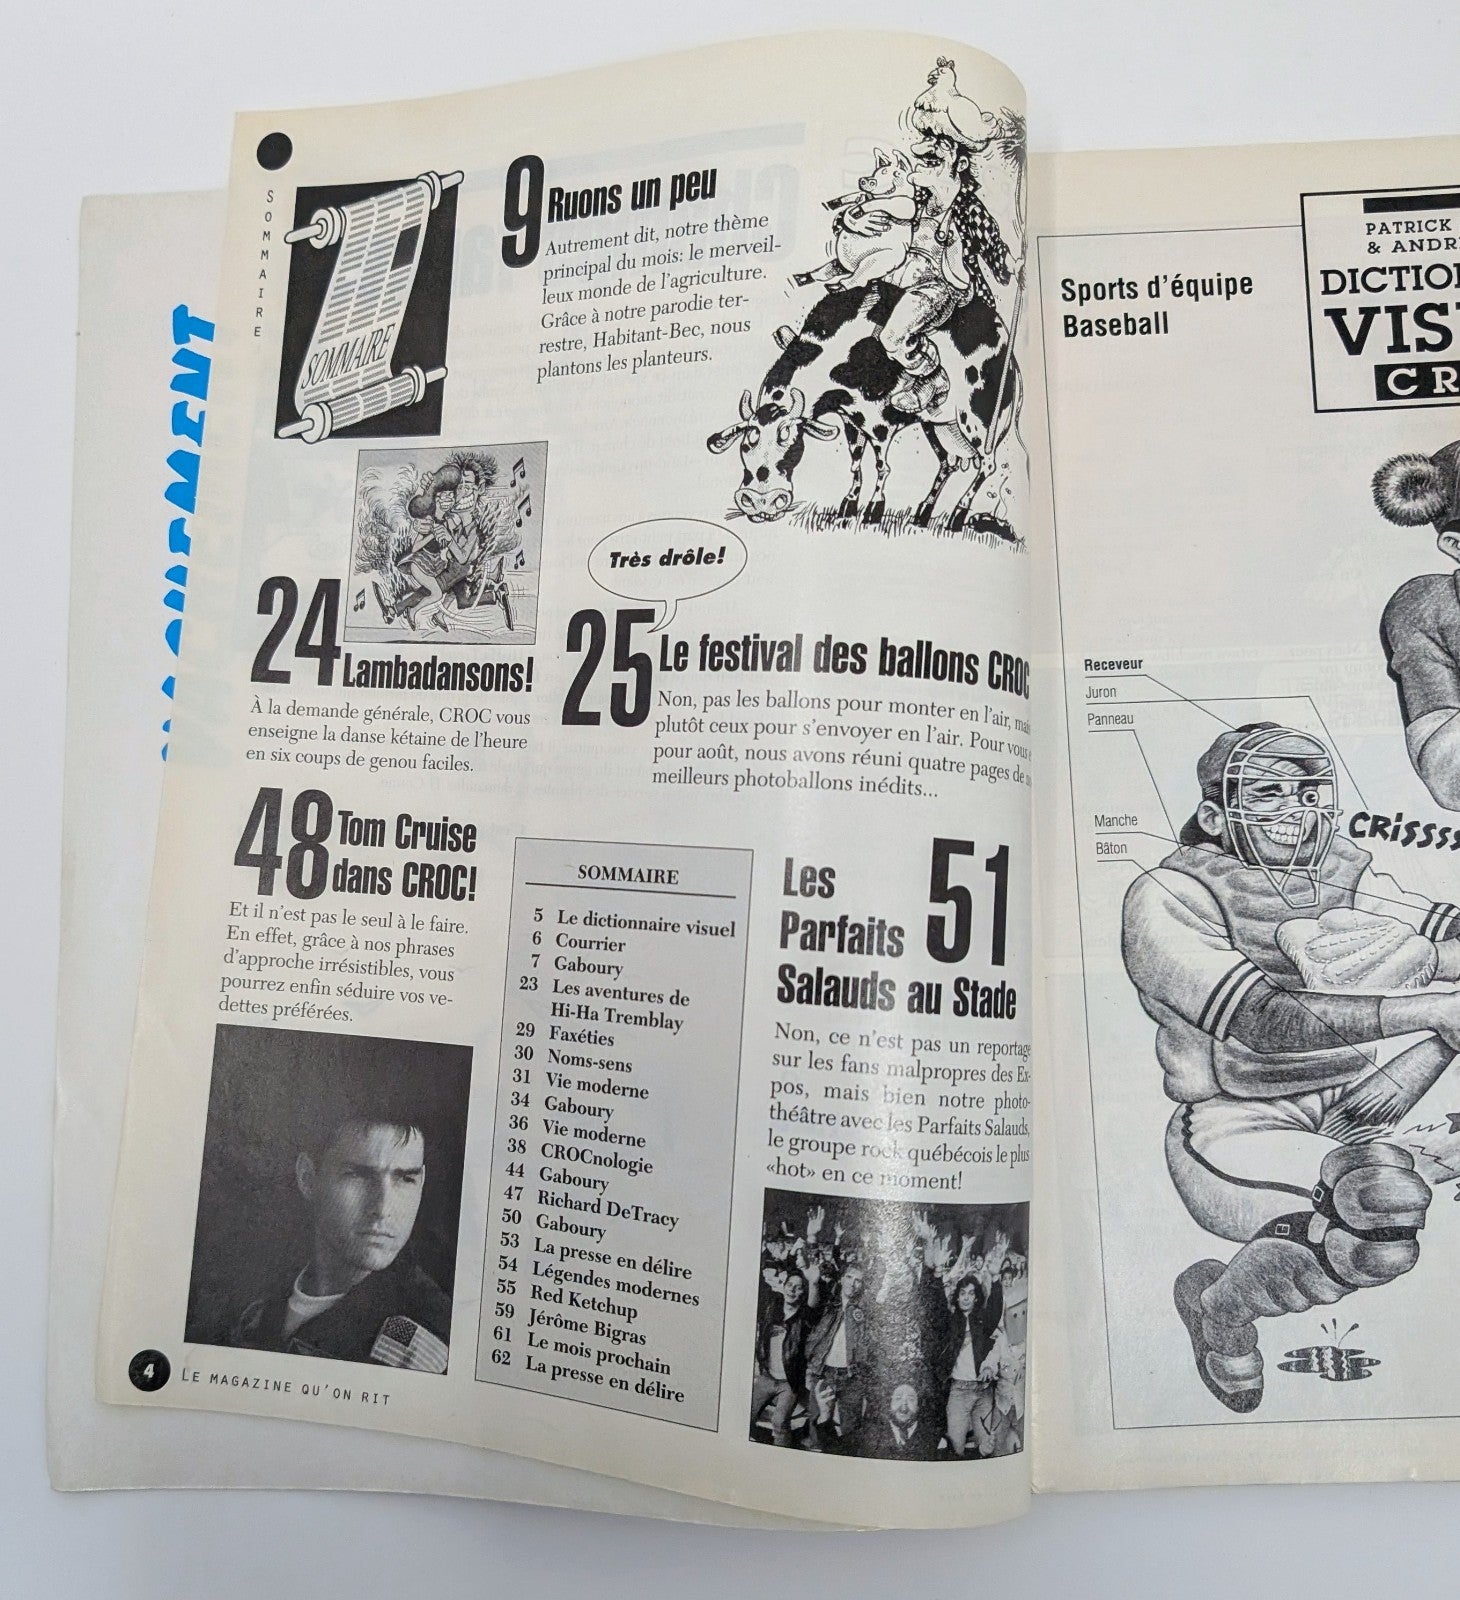 SOMMAIRE
SOMMAIRE
9 Ruons un peu
Autrement dit, notre thème
principal du mois: le merveil-
leux monde de l'agriculture.
Grâce à notre parodie ter-
restre, Habitant-Bec, nous
plantons les planteurs.
24 Lambadansons!
À la demande générale, CROC vous
enseigne la danse kétaine de l'heure
en six coups de genou faciles.
Très drôle!
25 Le festival des ballons CROC
Non, pas les ballons pour monter en l'air,
plutôt ceux pour s'envoyer en l'air. Pour vous
pour août, nous avons réuni quatre pages de
meilleurs photoballons inédits...
48 Tom Cruise
dans CROC!
Et il n'est pas le seul à le faire.
En effet, grâce à nos phrases
d'approche irrésistibles, vous
pourrez enfin séduire vos ve-
dettes préférées.
SOMMAIRE
5 Le dictionnaire visuel
6 Courrier
7 Gaboury
23 Les aventures de
Hi-Ha Tremblay
29 Faxéties
30 Noms-sens
31 Vie moderne
34 Gaboury
36 Vie moderne
38 CROCnologie
44 Gaboury
47 Richard DeTracy
50 Gaboury
53 La presse en délire
54 Légendes modernes
55 Red Ketchup
59 Jérôme Bigras
61 Le mois prochain
62 La presse en délire
Les
Parfaits 51
Salauds au Stade
Non, ce n'est pas un reportage
sur les fans malpropres des Ex-
pos, mais bien notre photo-
théâtre avec les Parfaits Salauds,
le groupe rock québécois le plus
«hot» en ce moment!
4 LE MAGAZINE QU'ON RIT
Sports d'équipe
Baseball
PATRICK
& ANDR
DICTIO
VIS
CR
Receveur
Juron
Panneau
Manche
Bâton
CRISSSS